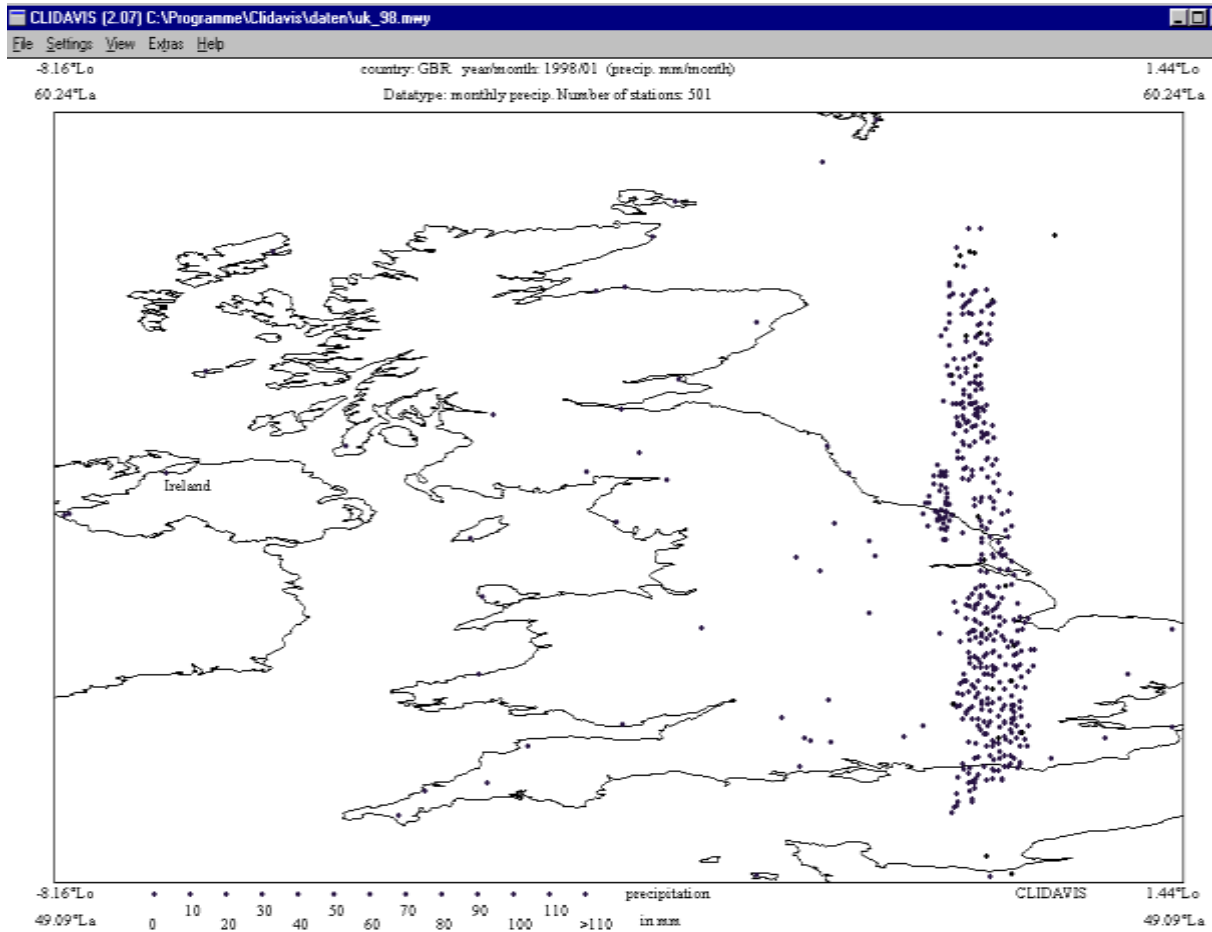 CLIDAVIS (2.07) C:\Programme\Clidavis\daten\uk_98.mwy
File Settings View Extras Help
-8.16°Lo country: GBR year/month: 1998/01 (precip. mm/month) 1.44°Lo
60.24°La Datatype: monthly precip. Number of stations: 501 60.24°La
Ireland
-8.16°Lo precipitation CLIDAVIS 1.44°Lo
10 30 50 70 90 110
49.09°La 0 20 40 60 80 100 >110 in mm 49.09°La